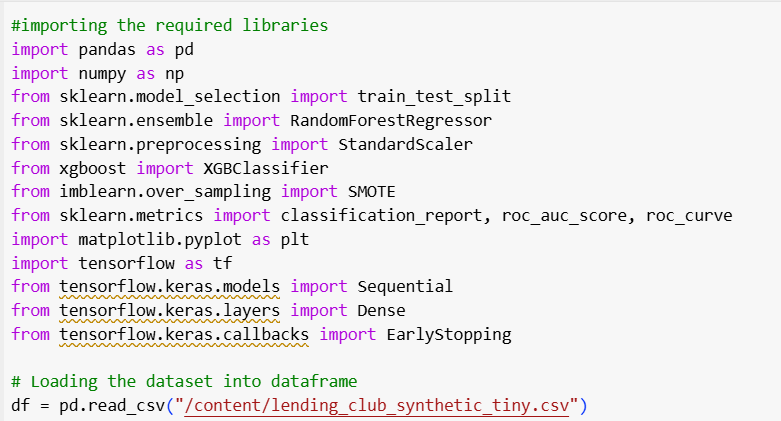 #importing the required libraries
import pandas as pd
import numpy as np
from sklearn.model_selection import train_test_split
from sklearn.ensemble import RandomForestRegressor
from sklearn.preprocessing import StandardScaler
from xgboost import XGBClassifier
from imblearn.over_sampling import SMOTE
from sklearn.metrics import classification_report, roc_auc_score, roc_curve
import matplotlib.pyplot as plt
import tensorflow as tf
from tensorflow.keras.models import Sequential
from tensorflow.keras.layers import Dense
from tensorflow.keras.callbacks import EarlyStopping
# Loading the dataset into dataframe
df = pd.read_csv("/content/lending_club_synthetic_tiny.csv")